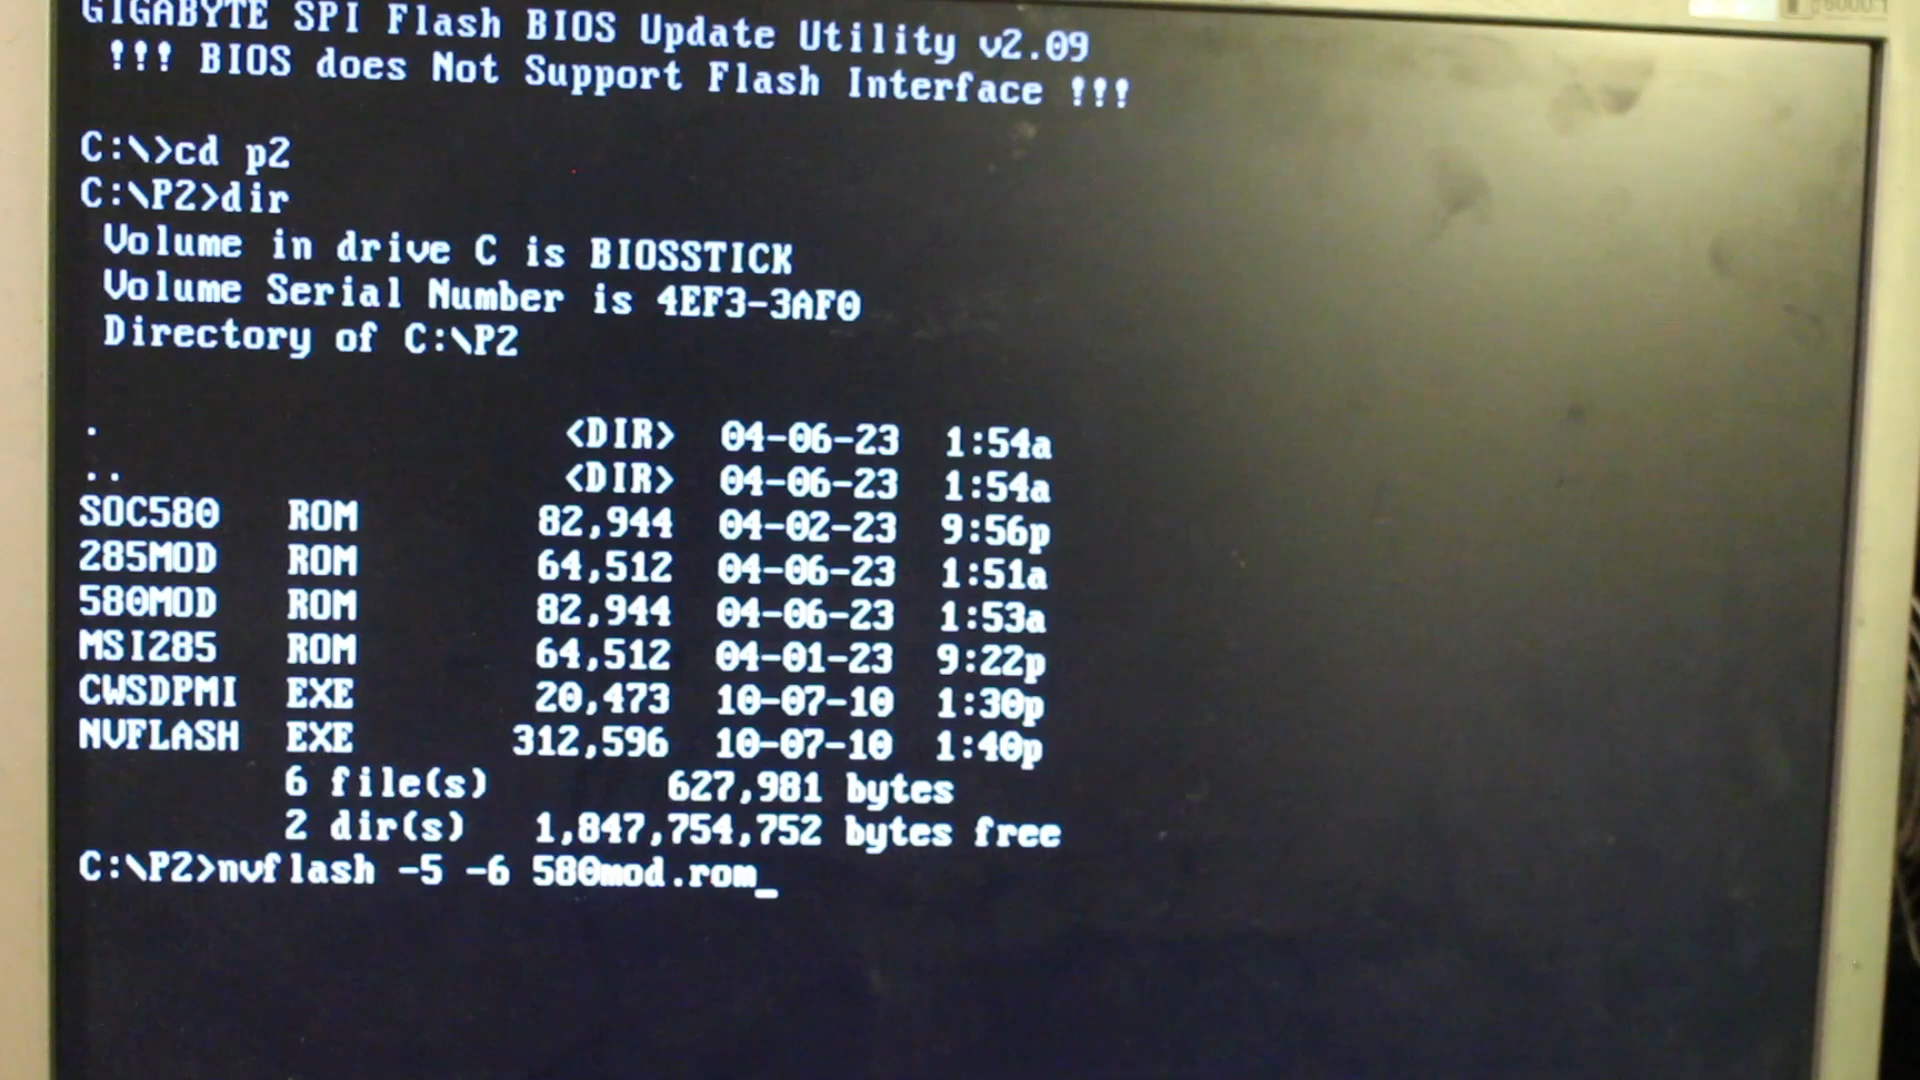 GIGABYTE SPI Flash BIOS Update Utility v2.09
!!! BIOS does Not Support Flash Interface !!!
C:\>cd p2
C:\P2>dir
Volume in drive C is BIOSSTICK
Volume Serial Number is 4EF3-3AF0
Directory of C:\P2
. <DIR> 04-06-23 1:54a
.. <DIR> 04-06-23 1:54a
SOC580 ROM 82,944 04-02-23 9:56p
285MOD ROM 64,512 04-06-23 1:51a
580MOD ROM 82,944 04-06-23 1:53a
MSI285 ROM 64,512 04-01-23 9:22p
CWSDPMI EXE 20,473 10-07-10 1:30p
NVFLASH EXE 312,596 10-07-10 1:40p
6 file(s) 627,981 bytes
2 dir(s) 1,847,754,752 bytes free
C:\P2>nvflash -5 -6 580mod.rom_